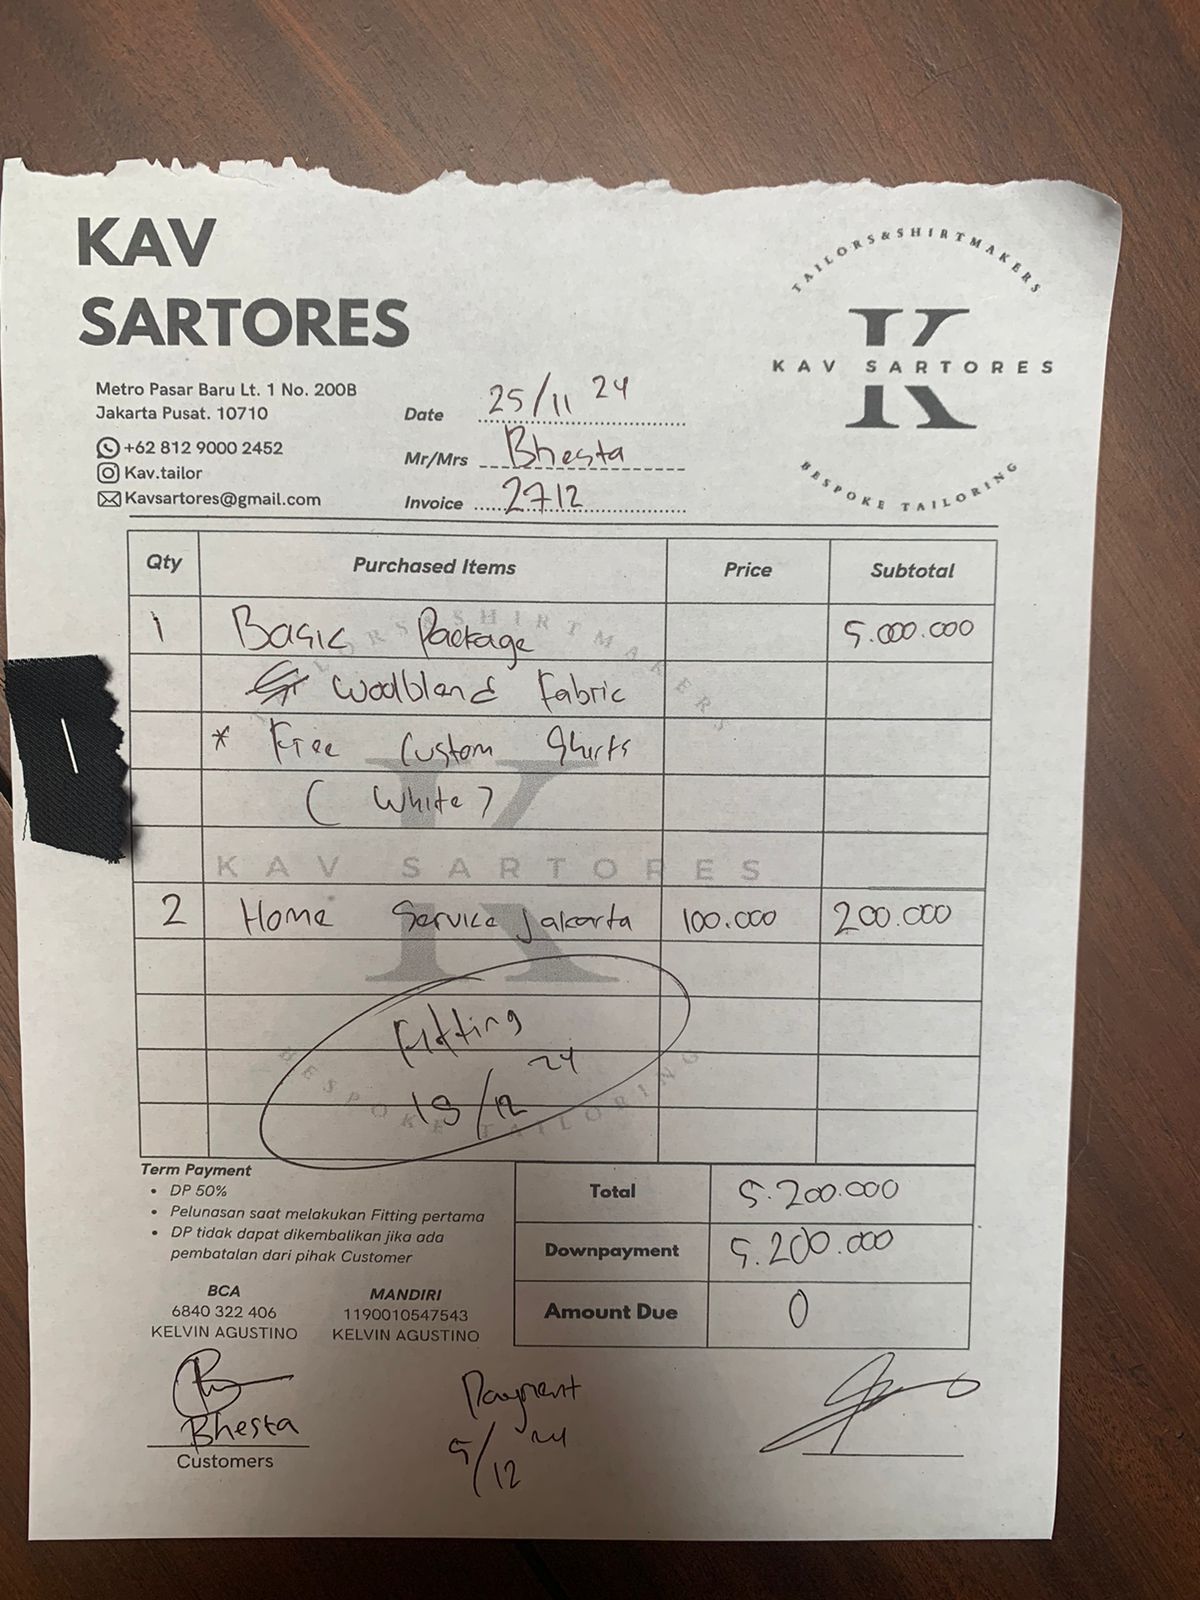 KAV
SARTORES
TAILORS&SHIRTMAKERS
K
KAV SARTORES
BESPOKE TAILORING
Metro Pasar Baru Lt. 1 No. 200B
Jakarta Pusat. 10710
+62 812 9000 2452
Kav.tailor
Kavsartores@gmail.com
Date 25/11 24
Mr/Mrs Bhesta
Invoice 2712
Qty Purchased Items Price Subtotal
1 Basic Package 5.000.000
Woolblend Fabric
* Free Custom Shirts
(White)
KAV SARTORES
2 Home Service Jakarta 100.000 200.000
Fitting
/12 24
Term Payment
• DP 50%
• Pelunasan saat melakukan Fitting pertama
• DP tidak dapat dikembalikan jika ada
pembatalan dari pihak Customer
Total 5.200.000
Downpayment 5.200.000
Amount Due 0
BCA
6840 322 406
KELVIN AGUSTINO
MANDIRI
1190010547543
KELVIN AGUSTINO
Bhesta
Customers
Payment
5/12 24